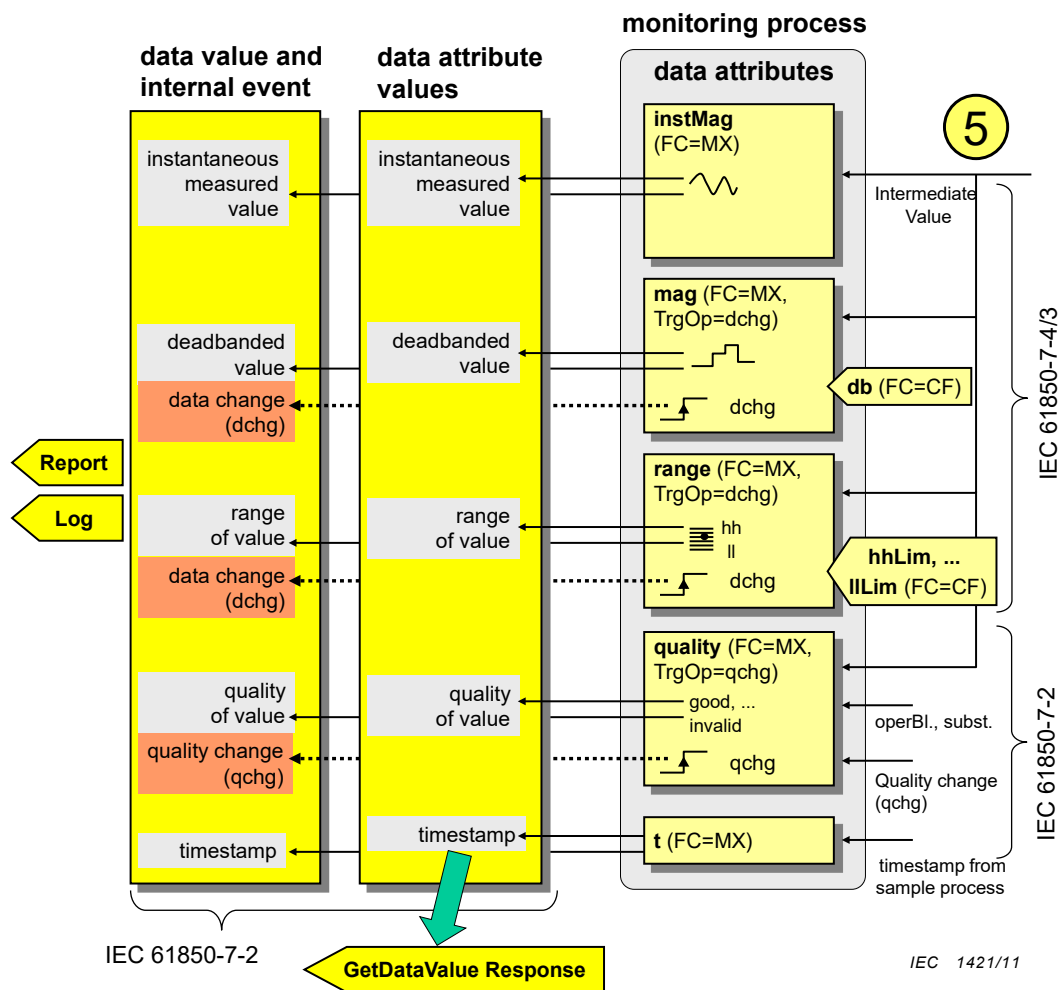 monitoring process
data value and
internal event
data attribute
values
data attributes
instMag
(FC=MX)
5
instantaneous
measured
value
instantaneous
measured
value
Intermediate
Value
mag (FC=MX,
TrgOp=dchg)
deadbanded
value
deadbanded
value
db (FC=CF)
data change
(dchg)
dchg
IEC 61850-7-4/3
Report
Log
range (FC=MX,
TrgOp=dchg)
range
of value
range
of value
hh
ll
hhLim, ...
llLim (FC=CF)
data change
(dchg)
dchg
quality (FC=MX,
TrgOp=qchg)
quality
of value
quality
of value
good, ...
invalid
operBl., subst.
quality change
(qchg)
qchg
Quality change
(qchg)
IEC 61850-7-2
timestamp
timestamp
t (FC=MX)
timestamp from
sample process
IEC 61850-7-2
GetDataValue Response
IEC 1421/11